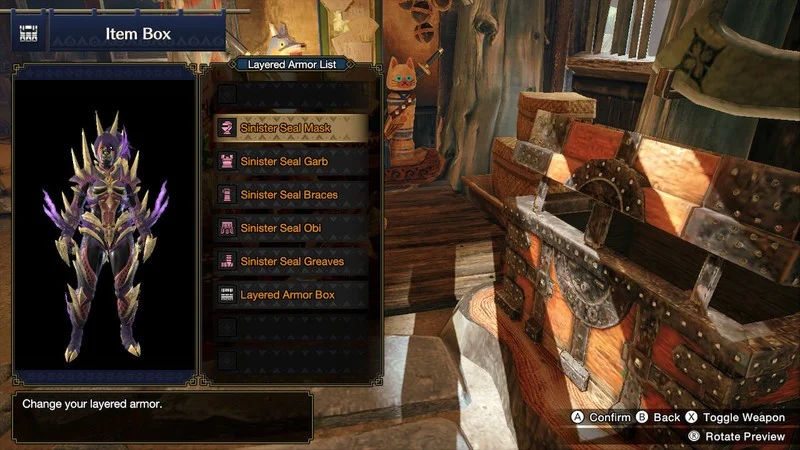 Item Box
Layered Armor List
Sinister Seal Mask
Sinister Seal Garb
Sinister Seal Braces
Sinister Seal Obi
Sinister Seal Greaves
Layered Armor Box
Change your layered armor.
A Confirm B Back X Toggle Weapon
R Rotate Preview